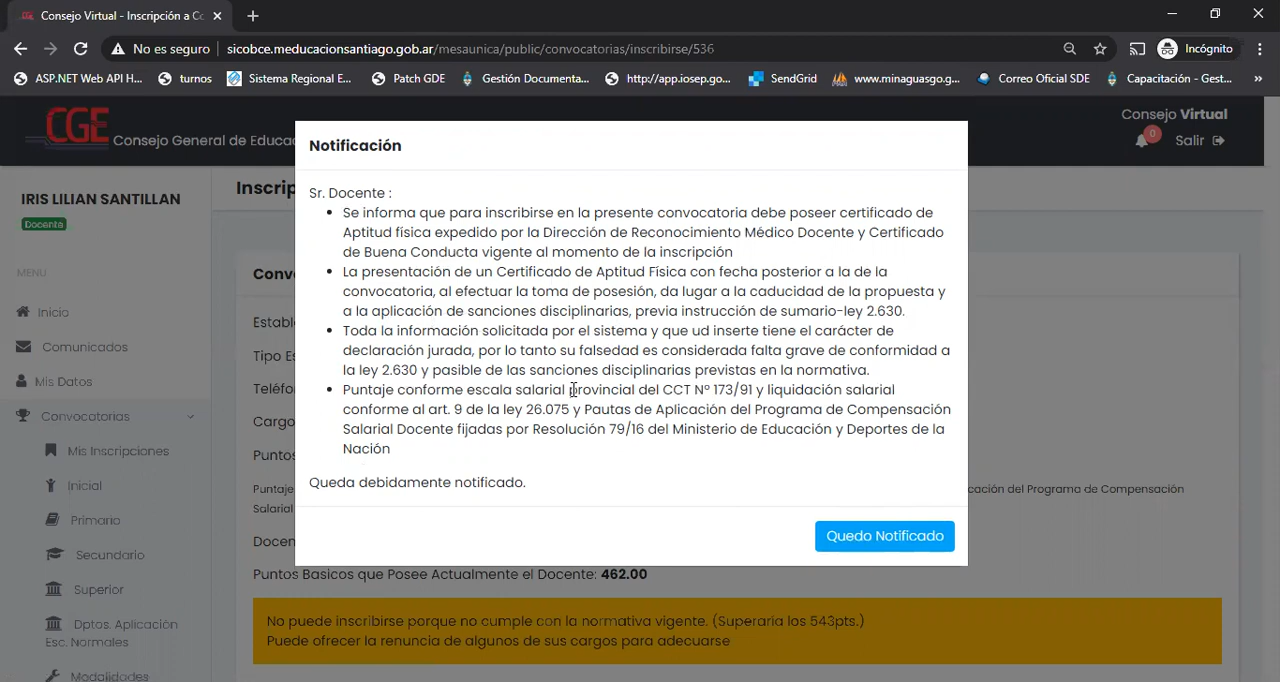 Consejo Virtual - Inscripción a Co
No es seguro
sicobce.meducacionsantiago.gob.ar/mesaunica/public/convocatorias/inscribirse/536
Incógnito
ASP.NET Web API H...
turnos
Sistema Regional E...
Patch GDE
Gestión Documenta...
http://app.iosep.go...
SendGrid
www.minaguasgo.g...
Correo Oficial SDE
Capacitación - Gest...
»
CGE
Consejo General de Educa
Consejo Virtual
0
Salir
IRIS LILIAN SANTILLAN
Docente
MENU
Inicio
Comunicados
Mis Datos
Convocatorias
Mis Inscripciones
Inicial
Primario
Secundario
Superior
Dptos. Aplicación
Esc. Normales
Modalidades
Inscrip
Notificación
Sr. Docente :
• Se informa que para inscribirse en la presente convocatoria debe poseer certificado de
Aptitud física expedido por la Dirección de Reconocimiento Médico Docente y Certificado
de Buena Conducta vigente al momento de la inscripción
• La presentación de un Certificado de Aptitud Física con fecha posterior a la de la
convocatoria, al efectuar la toma de posesión, da lugar a la caducidad de la propuesta y
a la aplicación de sanciones disciplinarias, previa instrucción de sumario-ley 2.630.
• Toda la información solicitada por el sistema y que ud inserte tiene el carácter de
declaración jurada, por lo tanto su falsedad es considerada falta grave de conformidad a
la ley 2.630 y pasible de las sanciones disciplinarias previstas en la normativa.
• Puntaje conforme escala salarial provincial del CCT Nº 173/91 y liquidación salarial
conforme al art. 9 de la ley 26.075 y Pautas de Aplicación del Programa de Compensación
Salarial Docente fijadas por Resolución 79/16 del Ministerio de Educación y Deportes de la
Nación
Queda debidamente notificado.
Quedo Notificado
Convo
Estable
Tipo Es
Teléfor
Cargo
Puntos
Puntaje
cación del Programa de Compensación
Salarial
Docen
Puntos Basicos que Posee Actualmente el Docente: 462.00
No puede inscribirse porque no cumple con la normativa vigente. (Superaria los 543pts.)
Puede ofrecer la renuncia de algunos de sus cargos para adecuarse